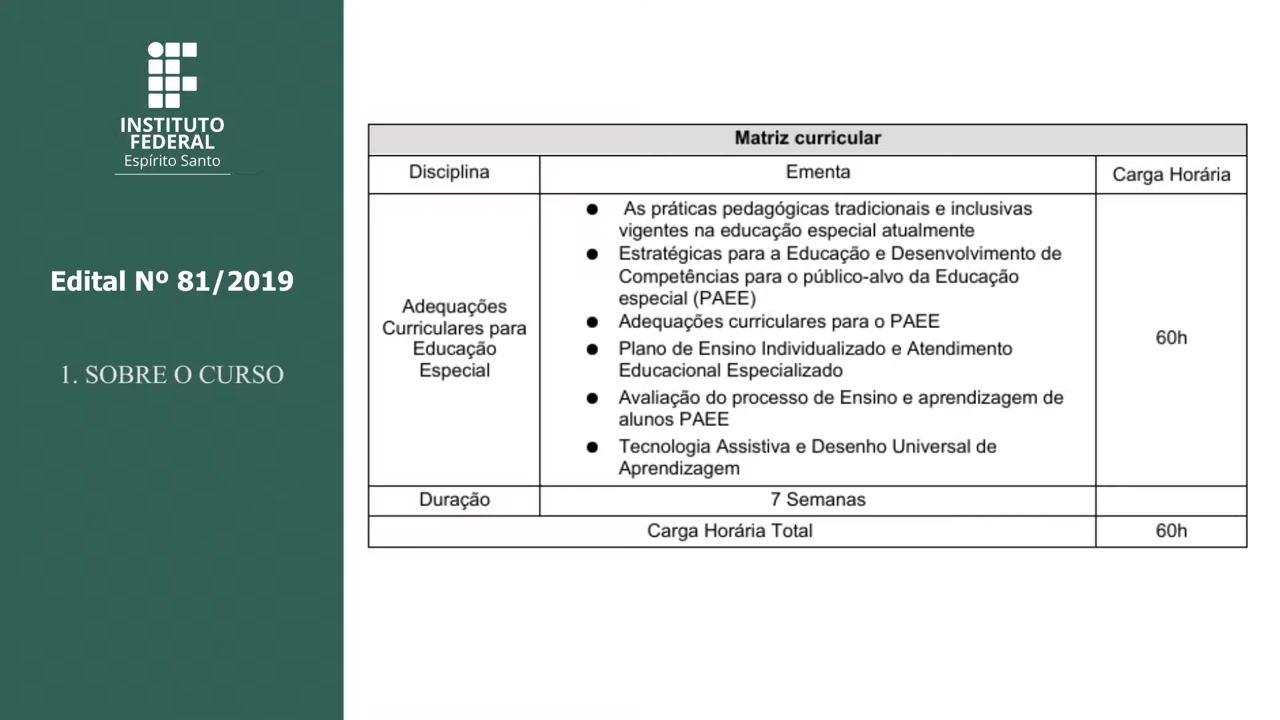 INSTITUTO
FEDERAL
Espírito Santo
Edital Nº 81/2019
1. SOBRE O CURSO
Matriz curricular
Disciplina
Ementa
Carga Horária
Adequações
Curriculares para
Educação
Especial
● As práticas pedagógicas tradicionais e inclusivas
vigentes na educação especial atualmente
● Estratégicas para a Educação e Desenvolvimento de
Competências para o público-alvo da Educação
especial (PAEE)
● Adequações curriculares para o PAEE
● Plano de Ensino Individualizado e Atendimento
Educacional Especializado
● Avaliação do processo de Ensino e aprendizagem de
alunos PAEE
● Tecnologia Assistiva e Desenho Universal de
Aprendizagem
60h
Duração
7 Semanas
Carga Horária Total
60h